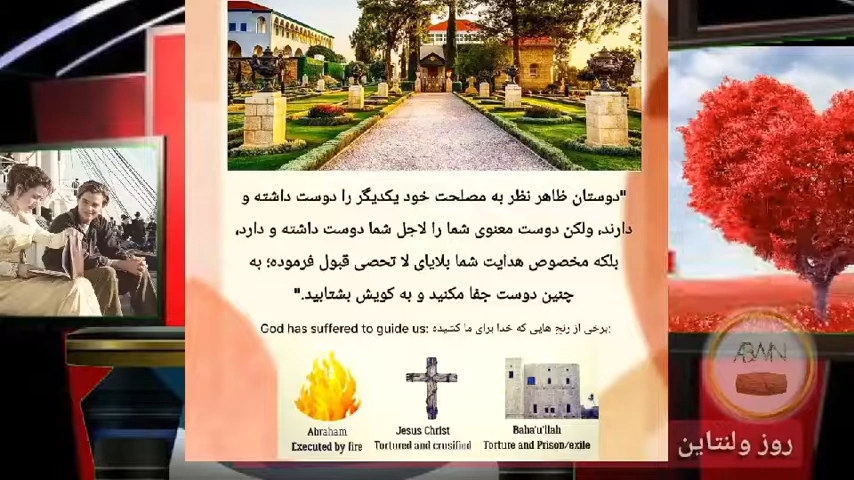 "دوستان ظاهر نظر به مصلحت خود یکدیگر را دوست داشته و
دارند، ولکن دوست معنوی شما را لاجل شما دوست داشته و دارد،
بلکه مخصوص هدایت شما بلایای لا تحصی قبول فرموده؛ به
چنین دوست جفا مکنید و به کویش بشتابید."
God has suffered to guide us: برخی از رنج هایی که خدا برای ما کشیده:
Abraham
Executed by fire
Jesus Christ
Tortured and crusified
Baha'u'llah
Torture and Prison/exile
ABWN
روز ولنتاین